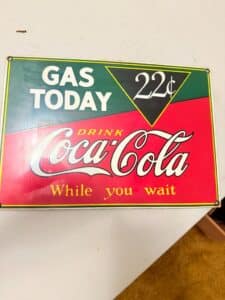 GAS 22¢
TODAY
DRINK
Coca-Cola
While you wait